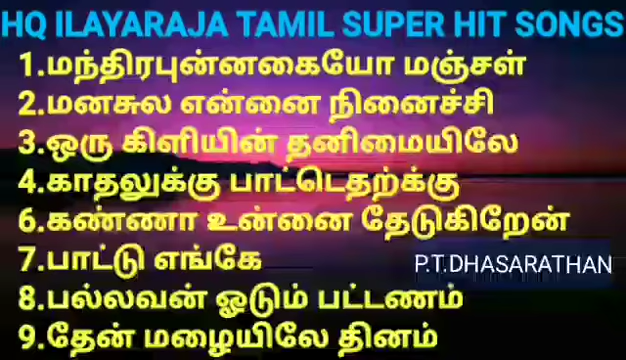 HQ ILAYARAJA TAMIL SUPER HIT SONGS
1.மந்திரபுன்னகையோ மஞ்சள்
2.மனசுல என்னை நினைச்சி
3.ஒரு கிளியின் தனிமையிலே
4.காதலுக்கு பாட்டெதற்க்கு
6.கண்ணா உன்னை தேடுகிறேன்
7.பாட்டு எங்கே
P.T.DHASARATHAN
8.பல்லவன் ஓடும் பட்டணம்
9.தேன் மழையிலே தினம்